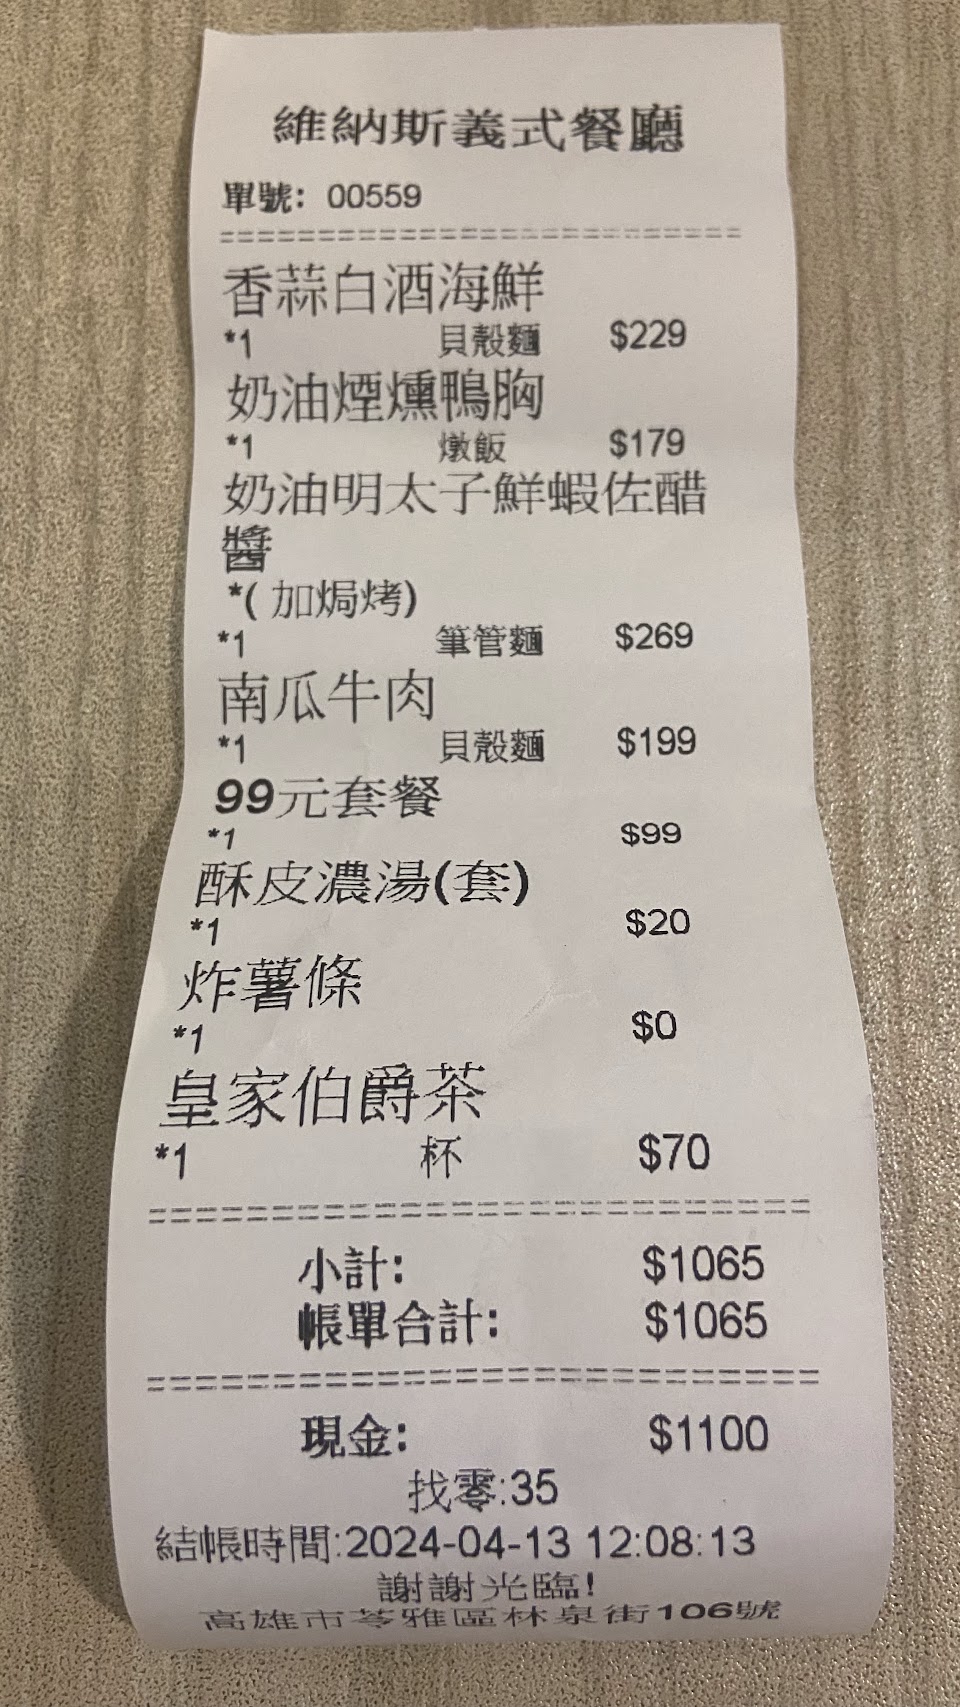 維納斯義式餐廳
單號: 00559
========================
香蒜白酒海鮮
*1 貝殼麵 $229
奶油煙燻鴨胸
*1 燉飯 $179
奶油明太子鮮蝦佐醋
醬
*( 加焗烤)
*1 筆管麵 $269
南瓜牛肉
*1 貝殼麵 $199
99元套餐
*1 $99
酥皮濃湯(套)
*1 $20
炸薯條
*1 $0
皇家伯爵茶
*1 杯 $70
========================
小計: $1065
帳單合計: $1065
========================
現金: $1100
找零:35
結帳時間:2024-04-13 12:08:13
謝謝光臨!
高雄市苓雅區林泉街106號